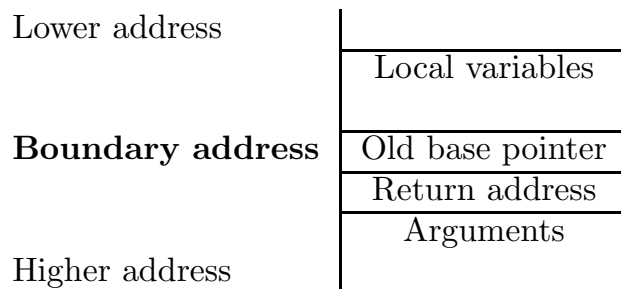 Lower address
Local variables
Boundary address Old base pointer
Return address
Arguments
Higher address